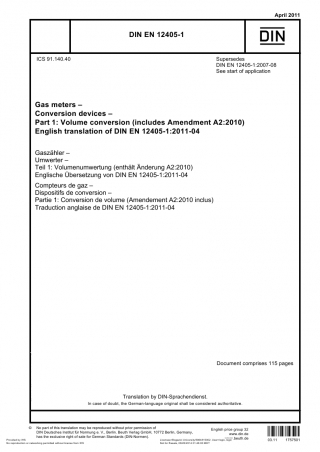 April 2011
DIN EN 12405-1
DIN
ICS 91.140.40
Supersedes
DIN EN 12405-1:2007-08
See start of application
Gas meters –
Conversion devices –
Part 1: Volume conversion (includes Amendment A2:2010)
English translation of DIN EN 12405-1:2011-04
Gaszähler –
Umwerter –
Teil 1: Volumenumwertung (enthält Änderung A2:2010)
Englische Übersetzung von DIN EN 12405-1:2011-04
Compteurs de gaz –
Dispositifs de conversion –
Partie 1: Conversion de volume (Amendement A2:2010 inclus)
Traduction anglaise de DIN EN 12405-1:2011-04
Document comprises 115 pages
Translation by DIN-Sprachendienst.
In case of doubt, the German-language original shall be considered authoritative.
© No part of this translation may be reproduced without prior permission of
DIN Deutsches Institut für Normung e. V., Berlin. Beuth Verlag GmbH, 10772 Berlin, Germany,
has the exclusive right of sale for German Standards (DIN-Normen).
English price group 32
www.din.de
www.beuth.de